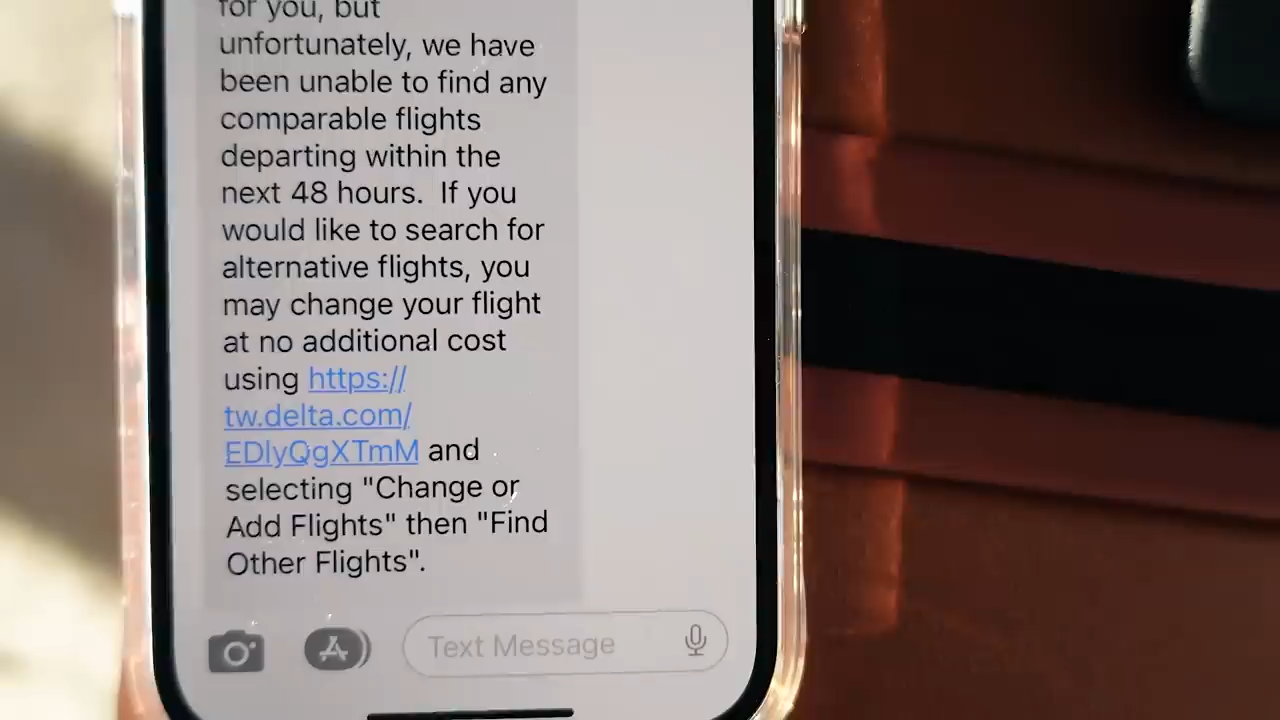 for you, but
unfortunately, we have
been unable to find any
comparable flights
departing within the
next 48 hours.  If you
would like to search for
alternative flights, you
may change your flight
at no additional cost
using https://
tw.delta.com/
EDlyQgXTmM and
selecting "Change or
Add Flights" then "Find
Other Flights".
Text Message